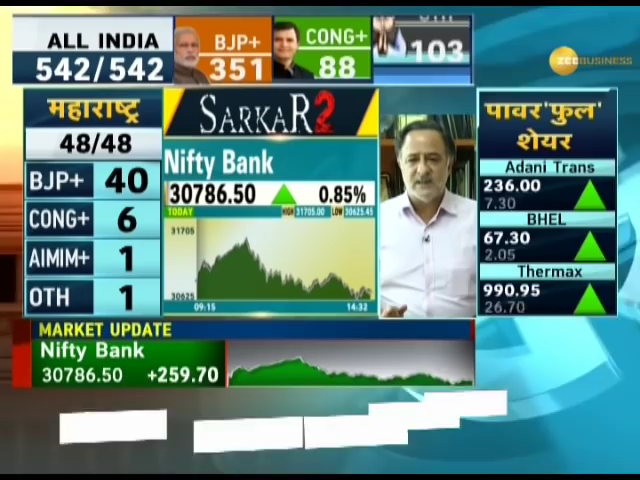 ALL INDIA
542/542
BJP+
351
CONG+
88
103
ZEEBUSINESS
महाराष्ट्र
48/48
BJP+ 40
CONG+ 6
AIMIM+ 1
OTH 1
SARKAR 2
Nifty Bank
30786.50 0.85%
TODAY HIGH 31705.00 LOW 30625.45
31705
30625
09:15 14:32
पावर 'फुल'
शेयर
Adani Trans
236.00
7.30
BHEL
67.30
2.05
Thermax
990.95
26.70
MARKET UPDATE
Nifty Bank
30786.50 +259.70